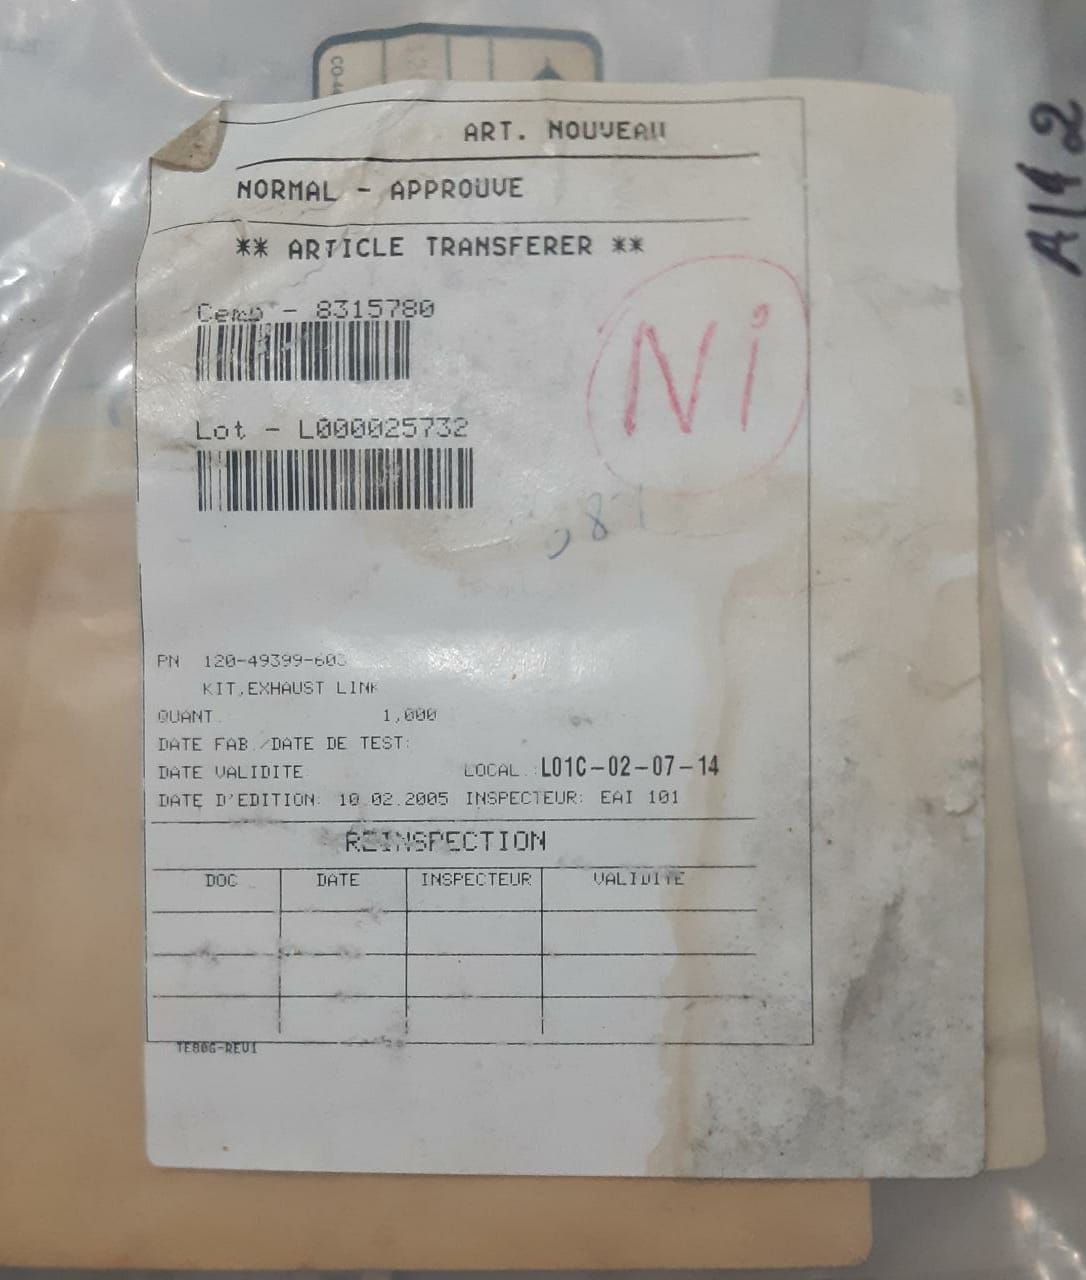 ART. NOUVEAU
NORMAL - APPROUVE
** ARTICLE TRANSFERER **
Cemp - 8315780
Ni
Lot - L000025732
PN 120-49399-603
KIT,EXHAUST LINK
QUANT. 1,000
DATE FAB./DATE DE TEST:
DATE VALIDITE LOCAL.: L01C-02-07-14
DATE D'EDITION: 10.02.2005 INSPECTEUR: EAI 101
REINSPECTION
DOC DATE INSPECTEUR VALIDITE
TE806-REV1
A142